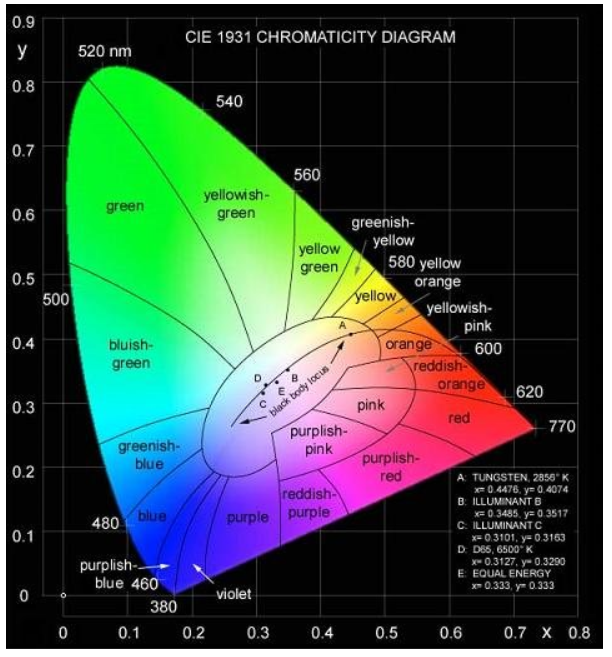 CIE 1931 CHROMATICITY DIAGRAM
0.9
y
0.8
0.7
0.6
0.5
0.4
0.3
0.2
0.1
0
520 nm
540
560
580
600
620
770
500
480
460
380
green
yellowish-
green
yellow
green
greenish-
yellow
yellow
yellow
orange
yellowish-
pink
orange
reddish-
orange
red
pink
purplish-
pink
purplish-
red
reddish-
purple
purple
violet
purplish-
blue
blue
greenish-
blue
bluish-
green
A
B
C
D
E
black body locus
A: TUNGSTEN, 2856° K
x= 0.4476, y= 0.4074
B: ILLUMINANT B
x= 0.3485, y= 0.3517
C: ILLUMINANT C
x= 0.3101, y= 0.3163
D: D65, 6500° K
x= 0.3127, y= 0.3290
E: EQUAL ENERGY
x= 0.333, y= 0.333
0 0.1 0.2 0.3 0.4 0.5 0.6 0.7 x 0.8